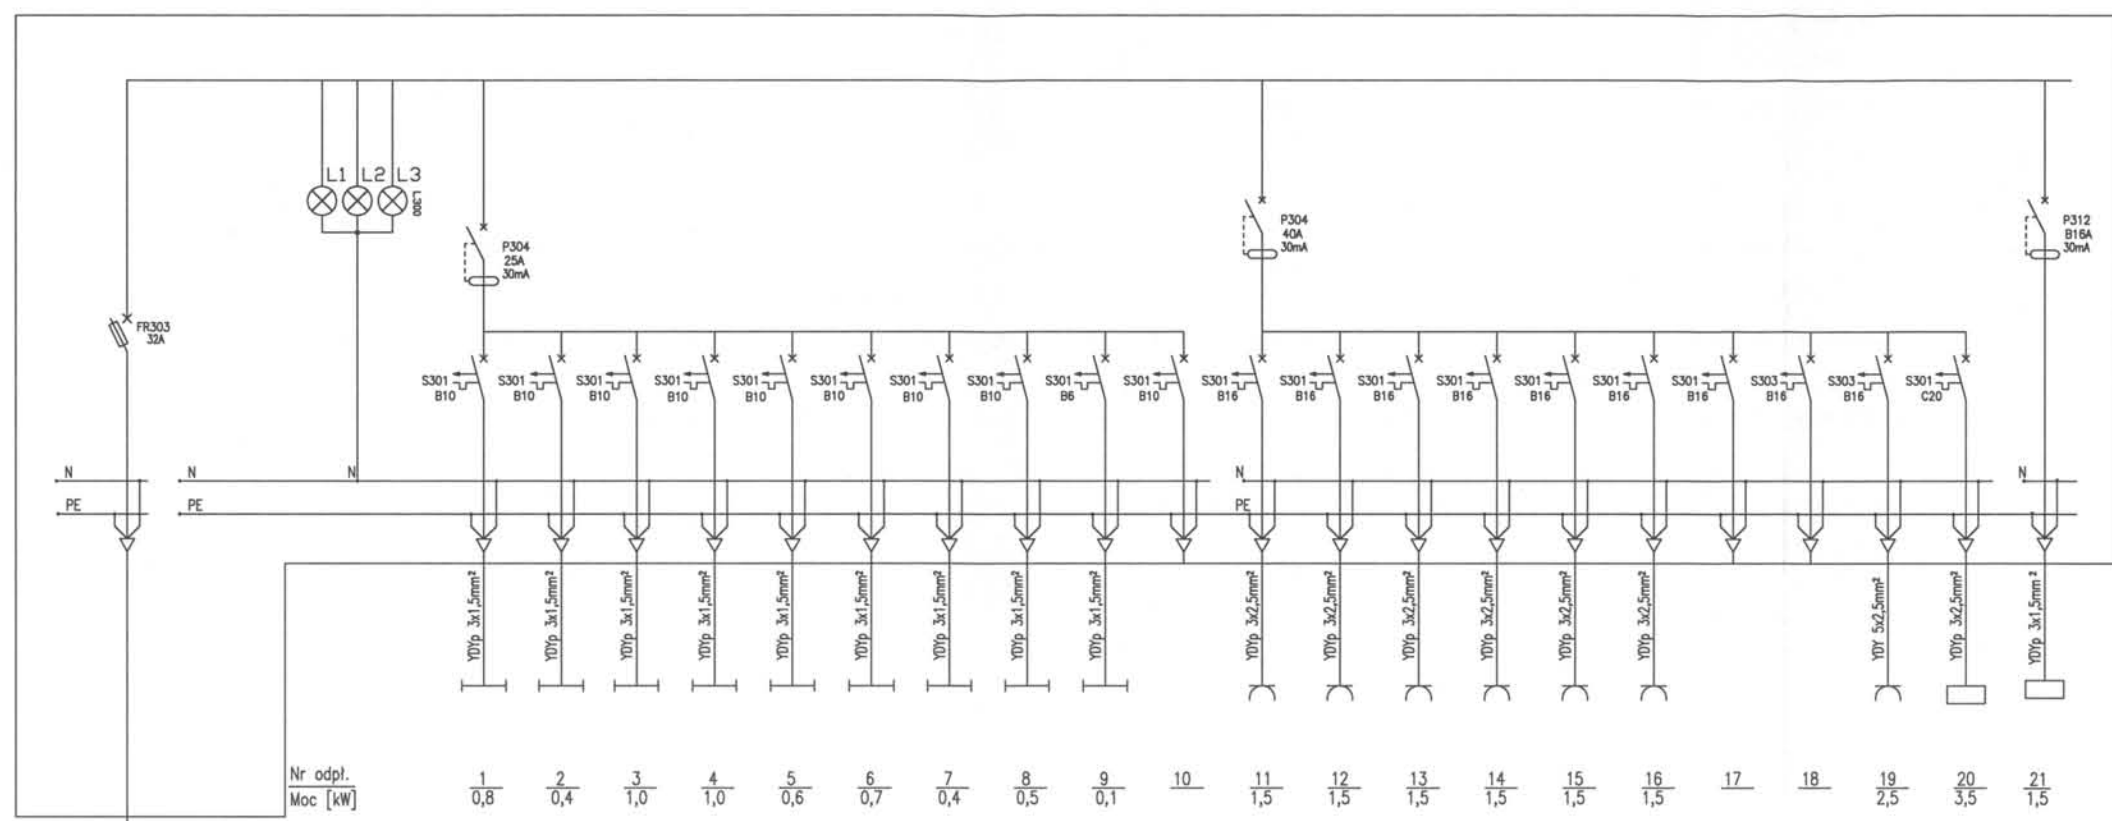 L1 L2 L3
L300
P304
25A
30mA
P304
40A
30mA
P312
B16A
30mA
FR303
32A
S301
B10
S301
B10
S301
B10
S301
B10
S301
B10
S301
B10
S301
B10
S301
B10
S301
B6
S301
B10
S301
B16
S301
B16
S301
B16
S301
B16
S301
B16
S301
B16
S301
B16
S303
B16
S303
B16
S301
C20
N N N N N
PE PE PE
YDYp 3x1,5mm²
YDYp 3x1,5mm²
YDYp 3x1,5mm²
YDYp 3x1,5mm²
YDYp 3x1,5mm²
YDYp 3x1,5mm²
YDYp 3x1,5mm²
YDYp 3x1,5mm²
YDYp 3x1,5mm²
YDYp 3x2,5mm²
YDYp 3x2,5mm²
YDYp 3x2,5mm²
YDYp 3x2,5mm²
YDYp 3x2,5mm²
YDYp 3x2,5mm²
YDY 5x2,5mm²
YDYp 3x2,5mm²
YDYp 3x1,5mm²
Nr odpł. 1 2 3 4 5 6 7 8 9 10 11 12 13 14 15 16 17 18 19 20 21
Moc [kW] 0,8 0,4 1,0 1,0 0,6 0,7 0,4 0,5 0,1 1,5 1,5 1,5 1,5 1,5 1,5 2,5 3,5 1,5